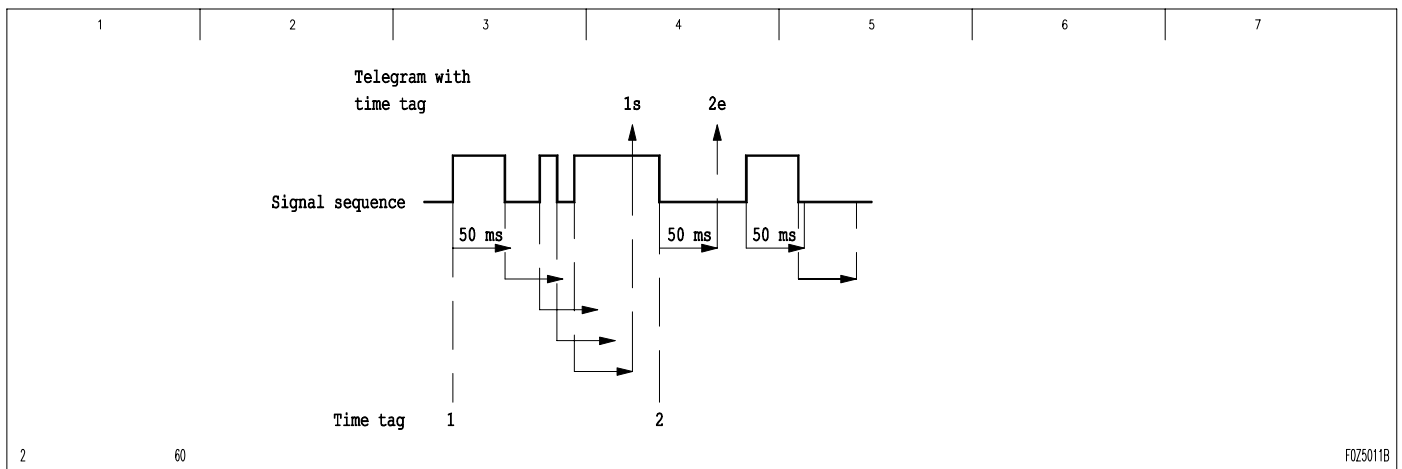 1 2 3 4 5 6 7
Telegram with
time tag 1s 2e
Signal sequence
50 ms 50 ms 50 ms
Time tag 1 2
2 60 F0Z5011B